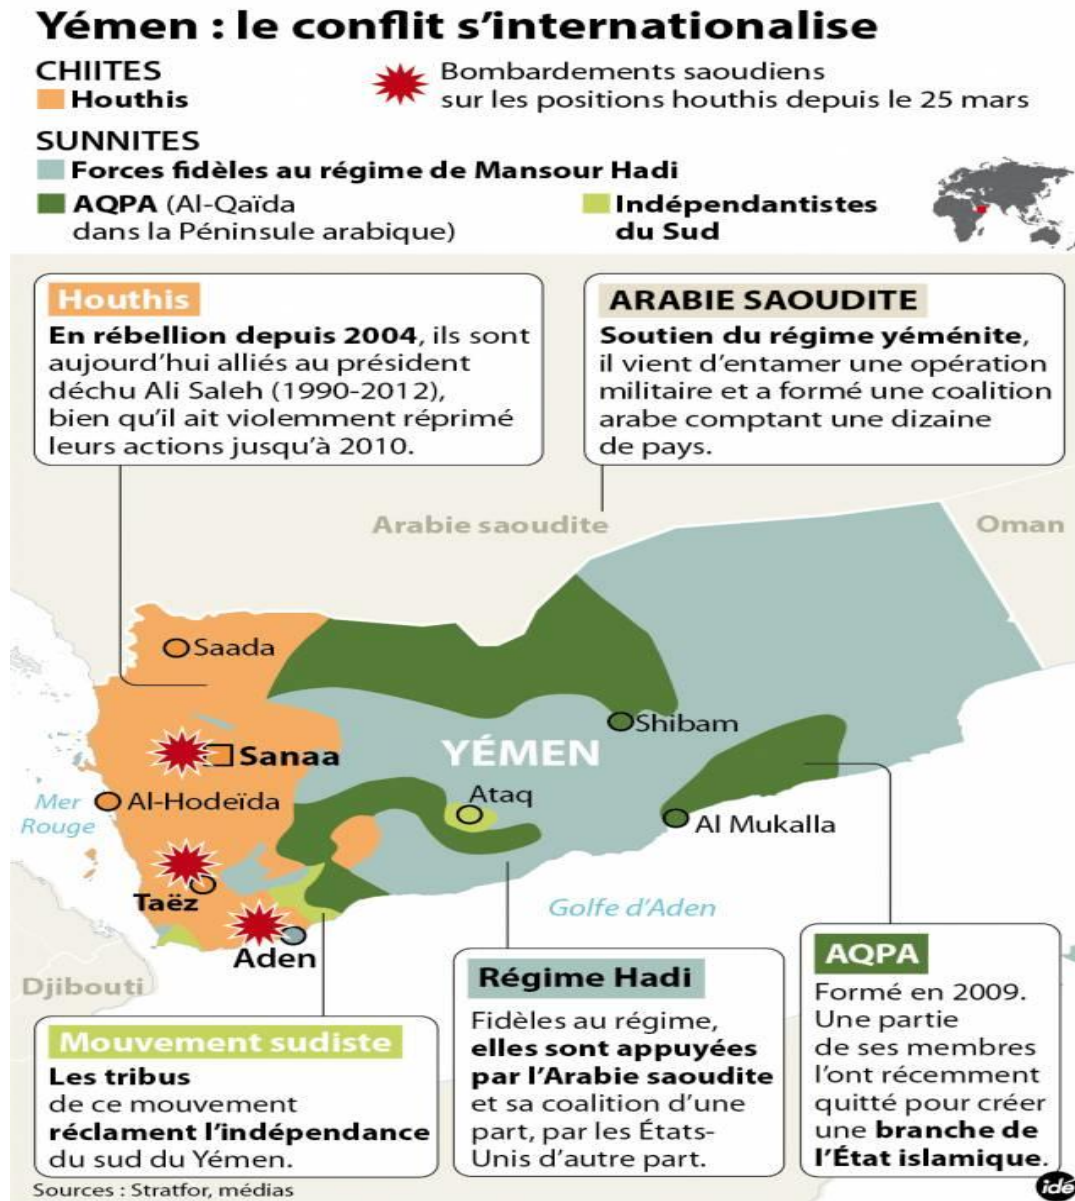 Yémen : le conflit s'internationalise
CHIITES
Houthis
Bombardements saoudiens
sur les positions houthis depuis le 25 mars
SUNNITES
Forces fidèles au régime de Mansour Hadi
AQPA (Al-Qaïda
dans la Péninsule arabique)
Indépendantistes
du Sud
Houthis
En rébellion depuis 2004, ils sont
aujourd'hui alliés au président
déchu Ali Saleh (1990-2012),
bien qu'il ait violemment réprimé
leurs actions jusqu'à 2010.
ARABIE SAOUDITE
Soutien du régime yéménite,
il vient d'entamer une opération
militaire et a formé une coalition
arabe comptant une dizaine
de pays.
Arabie saoudite
Oman
Saada
Shibam
YÉMEN
Sanaa
Ataq
Mer
Rouge
Al-Hodeïda
Al Mukalla
Taëz
Golfe d'Aden
Aden
Djibouti
Mouvement sudiste
Les tribus
de ce mouvement
réclament l'indépendance
du sud du Yémen.
Régime Hadi
Fidèles au régime,
elles sont appuyées
par l'Arabie saoudite
et sa coalition d'une
part, par les États-
Unis d'autre part.
AQPA
Formé en 2009.
Une partie
de ses membres
l'ont récemment
quitté pour créer
une branche de
l'État islamique.
Sources : Stratfor, médias
idé